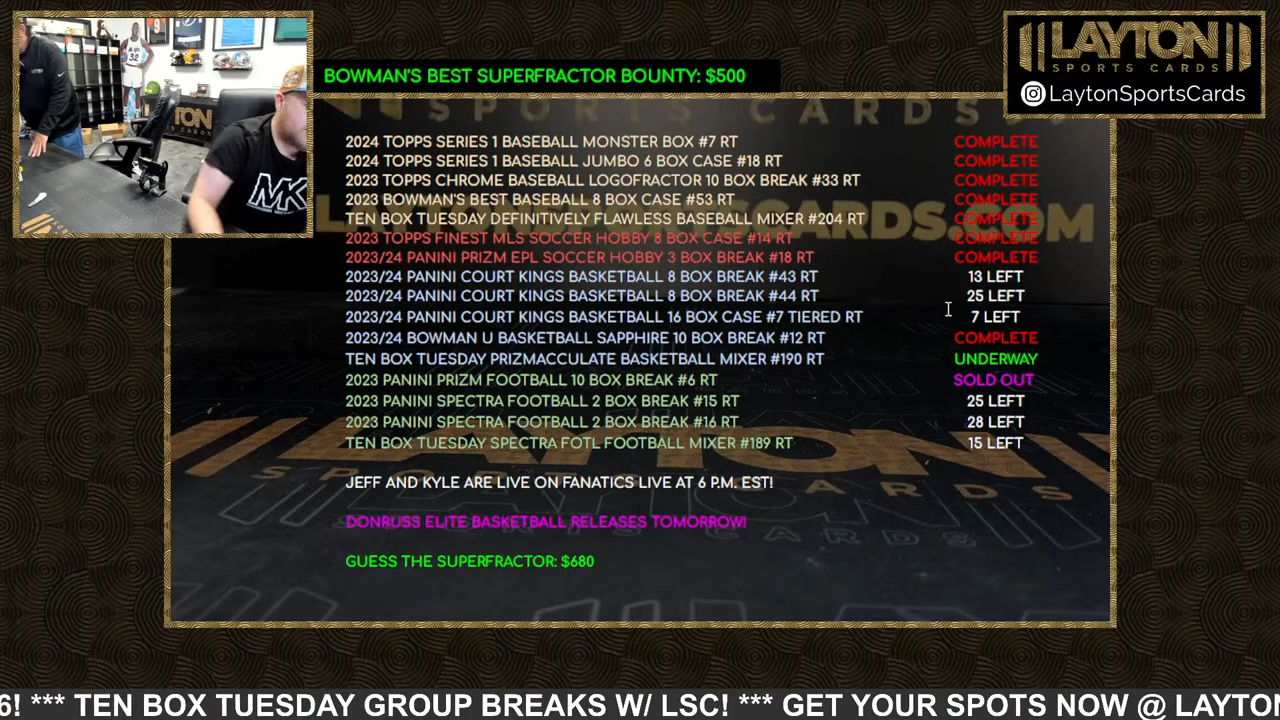 BOWMAN'S BEST SUPERFRACTOR BOUNTY: $500
LAYTON
SPORTS CARDS
LaytonSportsCards
SPORTS CARDS
2024 TOPPS SERIES 1 BASEBALL MONSTER BOX #7 RT COMPLETE
2024 TOPPS SERIES 1 BASEBALL JUMBO 6 BOX CASE #18 RT COMPLETE
2023 TOPPS CHROME BASEBALL LOGOFRACTOR 10 BOX BREAK #33 RT COMPLETE
2023 BOWMAN'S BEST BASEBALL 8 BOX CASE #53 RT COMPLETE
TEN BOX TUESDAY DEFINITIVELY FLAWLESS BASEBALL MIXER #204 RT COMPLETE
2023 TOPPS FINEST MLS SOCCER HOBBY 8 BOX CASE #14 RT COMPLETE
2023/24 PANINI PRIZM EPL SOCCER HOBBY 3 BOX BREAK #18 RT COMPLETE
2023/24 PANINI COURT KINGS BASKETBALL 8 BOX BREAK #43 RT 13 LEFT
2023/24 PANINI COURT KINGS BASKETBALL 8 BOX BREAK #44 RT 25 LEFT
2023/24 PANINI COURT KINGS BASKETBALL 16 BOX CASE #7 TIERED RT 7 LEFT
2023/24 BOWMAN U BASKETBALL SAPPHIRE 10 BOX BREAK #12 RT COMPLETE
TEN BOX TUESDAY PRIZMACCULATE BASKETBALL MIXER #190 RT UNDERWAY
2023 PANINI PRIZM FOOTBALL 10 BOX BREAK #6 RT SOLD OUT
2023 PANINI SPECTRA FOOTBALL 2 BOX BREAK #15 RT 25 LEFT
2023 PANINI SPECTRA FOOTBALL 2 BOX BREAK #16 RT 28 LEFT
TEN BOX TUESDAY SPECTRA FOTL FOOTBALL MIXER #189 RT 15 LEFT
JEFF AND KYLE ARE LIVE ON FANATICS LIVE AT 6 P.M. EST!
DONRUSS ELITE BASKETBALL RELEASES TOMORROW!
GUESS THE SUPERFRACTOR: $680
6! *** TEN BOX TUESDAY GROUP BREAKS W/ LSC! *** GET YOUR SPOTS NOW @ LAYTON